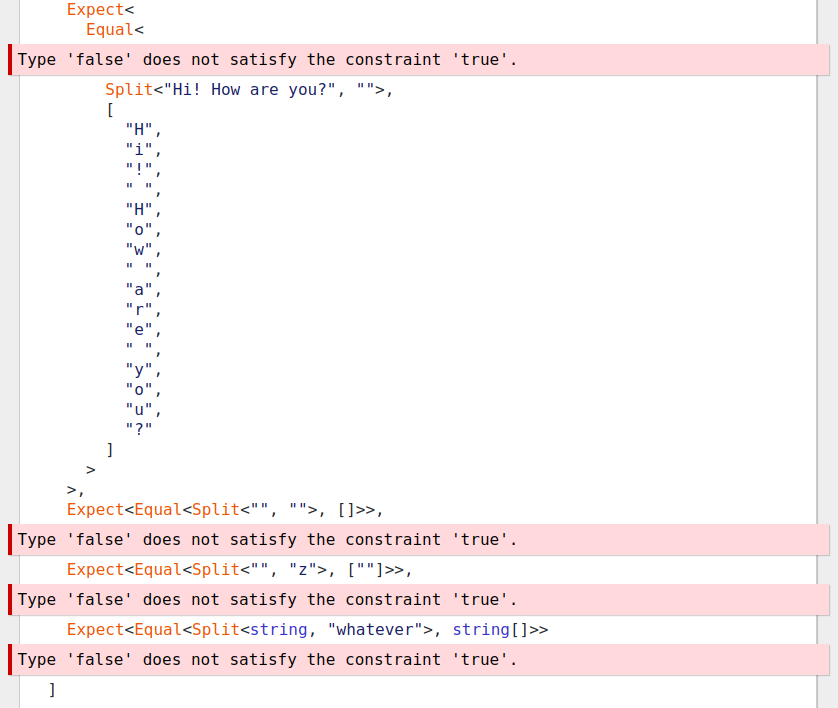 Expect<
Equal<
Type 'false' does not satisfy the constraint 'true'.
Split<"Hi! How are you?", "">,
[
"H",
"i",
"!",
" ",
"H",
"o",
"w",
" ",
"a",
"r",
"e",
" ",
"y",
"o",
"u",
"?"
]
>
>,
Expect<Equal<Split<"", "">, []>>,
Type 'false' does not satisfy the constraint 'true'.
Expect<Equal<Split<"", "z">, [""]>>,
Type 'false' does not satisfy the constraint 'true'.
Expect<Equal<Split<string, "whatever">, string[]>>
Type 'false' does not satisfy the constraint 'true'.
]